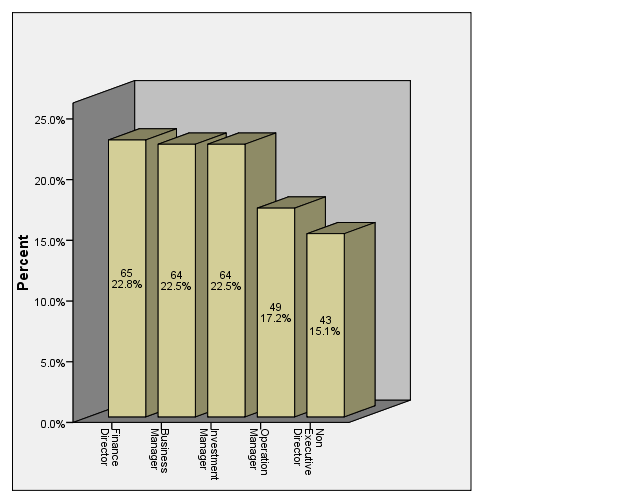 Percent
25.0%
20.0%
15.0%
10.0%
5.0%
0.0%
65
22.8%
64
22.5%
64
22.5%
49
17.2%
43
15.1%
Finance
Director
Business
Manager
Investment
Manager
Operation
Manager
Non
Executive
Director